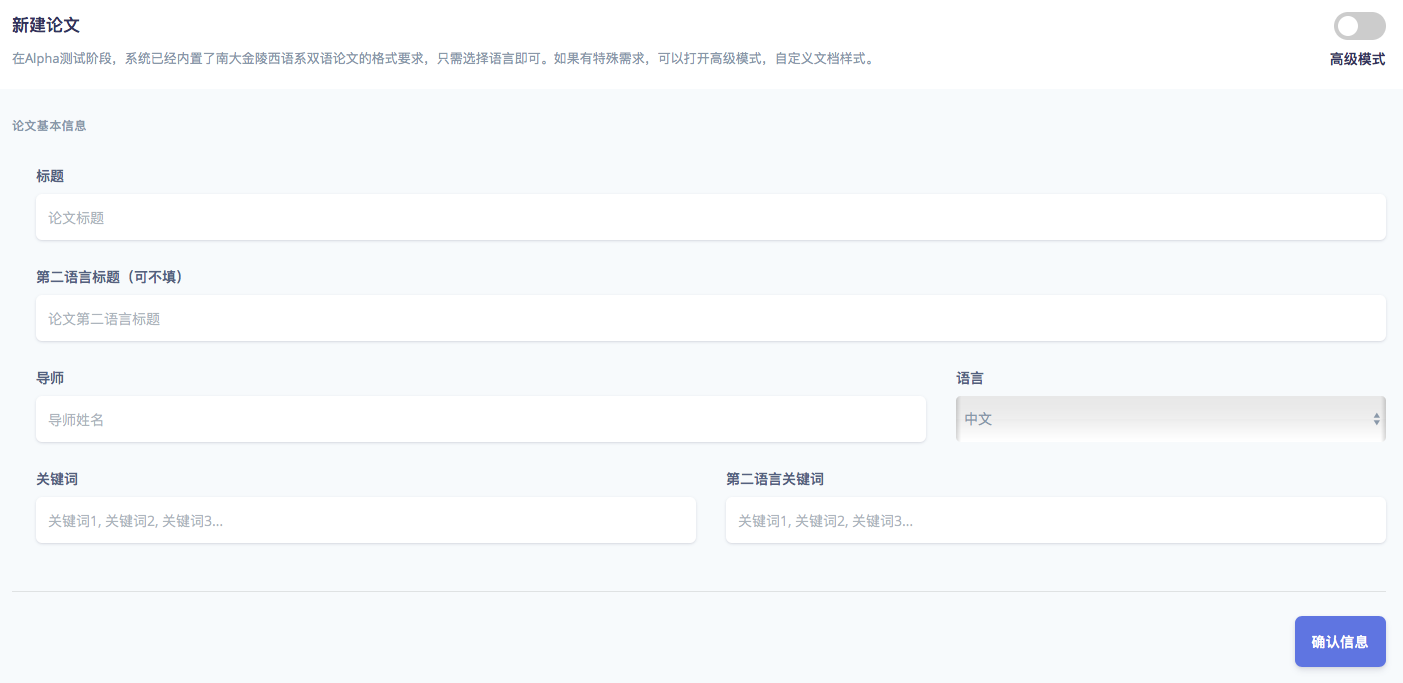 新建论文
在Alpha测试阶段，系统已经内置了南大金陵西语系双语论文的格式要求，只需选择语言即可。如果有特殊需求，可以打开高级模式，自定义文档样式。
高级模式
论文基本信息
标题
论文标题
第二语言标题（可不填）
论文第二语言标题
导师
语言
导师姓名
中文
关键词
第二语言关键词
关键词1, 关键词2, 关键词3...
关键词1, 关键词2, 关键词3...
确认信息